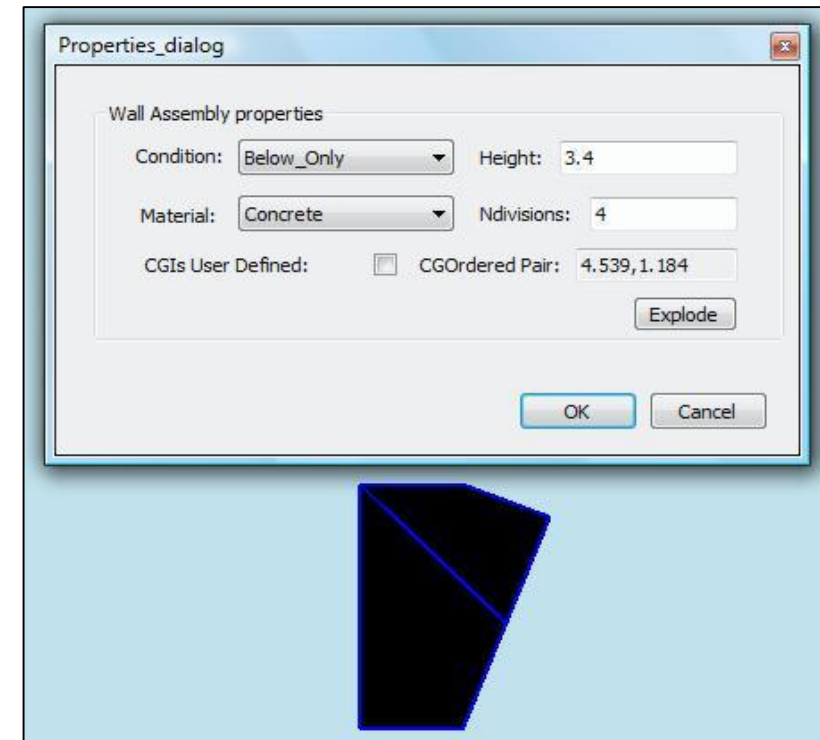 Properties_dialog
Wall Assembly properties
Condition: Below_Only Height: 3.4
Material: Concrete Ndivisions: 4
CGIs User Defined: CGOrdered Pair: 4.539,1.184
Explode
OK Cancel